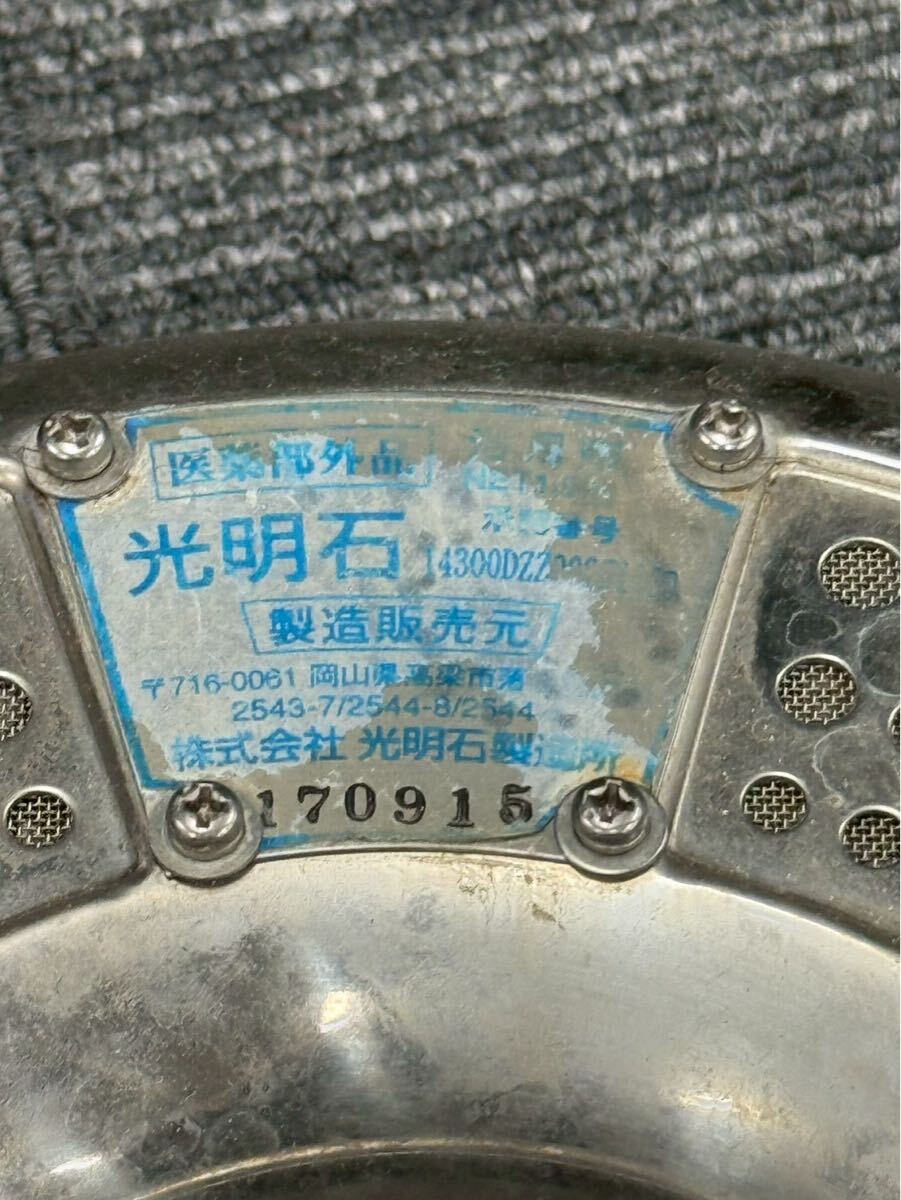 医薬部外品
光明石
番号
14300DZZ
製造販売元
〒716-0061 岡山県高梁市落
2543-7/2544-8/2544
株式会社 光明石製造所
170915